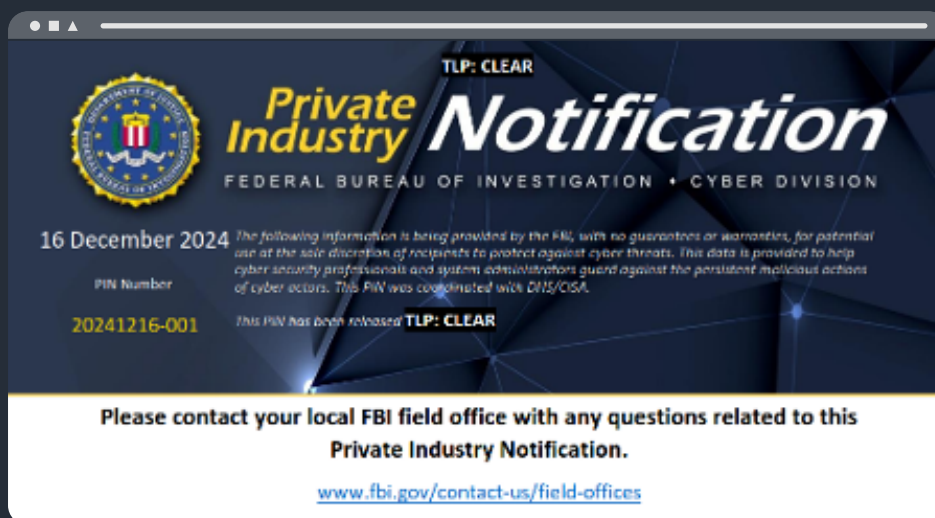 TLP: CLEAR
Private
Industry
Notification
FEDERAL BUREAU OF INVESTIGATION • CYBER DIVISION
16 December 2024
The following information is being provided by the FBI, with no guarantees or warranties, for potential
use at the sole discretion of recipients to protect against cyber threats. This data is provided to help
cyber security professionals and system administrators guard against the persistent malicious actions
of cyber actors. This PIN was coordinated with DHS/CISA.
PIN Number
20241216-001
This PIN has been released TLP: CLEAR
Please contact your local FBI field office with any questions related to this
Private Industry Notification.
www.fbi.gov/contact-us/field-offices